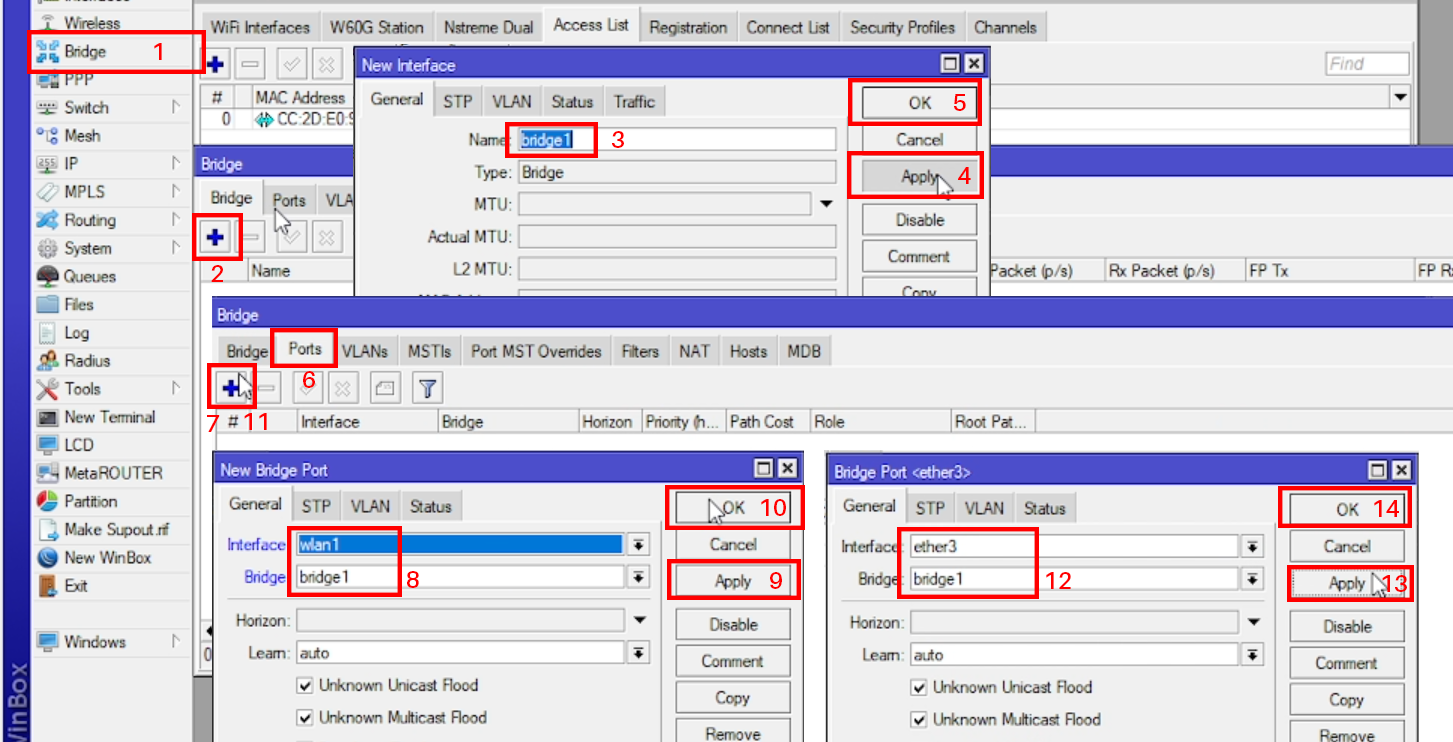 Wireless
Bridge 1
PPP
Switch
Mesh
IP
MPLS
Routing
System
Queues
Files
Log
Radius
Tools
New Terminal
LCD
MetaROUTER
Partition
Make Supout.rif
New WinBox
Exit
Windows
WinBox
WiFi Interfaces W60G Station Nstreme Dual Access List Registration Connect List Security Profiles Channels
Find
# MAC Address
0 CC:2D:E0:
New Interface
General STP VLAN Status Traffic
Name: bridge1 3
Type: Bridge
MTU:
Actual MTU:
L2 MTU:
OK 5
Cancel
Apply 4
Disable
Comment
Copy
Bridge
Bridge Ports VLA
2 Name
Packet (p/s) Rx Packet (p/s) FP Tx FP R
Bridge
Bridge Ports VLANs MSTIs Port MST Overrides Filters NAT Hosts MDB
6
7 # 11 Interface Bridge Horizon Priority (h... Path Cost Role Root Pat...
0
New Bridge Port
General STP VLAN Status
Interface: wlan1
Bridge: bridge1 8
Horizon:
Learn: auto
Unknown Unicast Flood
Unknown Multicast Flood
OK 10
Cancel
Apply 9
Disable
Comment
Copy
Remove
Bridge Port <ether3>
General STP VLAN Status
Interface: ether3
Bridge: bridge1 12
Horizon:
Learn: auto
Unknown Unicast Flood
Unknown Multicast Flood
OK 14
Cancel
Apply 13
Disable
Comment
Copy
Remove